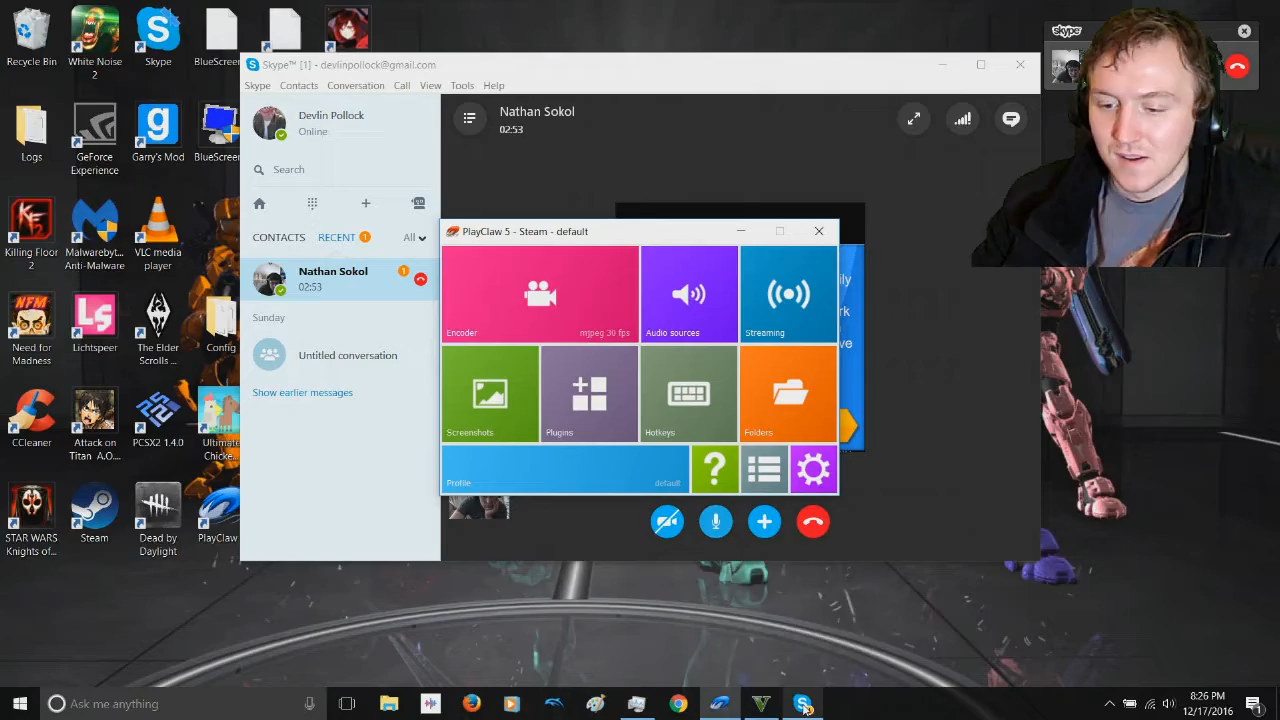 Recycle Bin
White Noise 2
Skype
Logs
GeForce Experience
Garry's Mod
BlueScreen...
BlueScreen...
Killing Floor 2
Malwarebyt... Anti-Malware
VLC media player
Need for Madness
Lichtspeer
The Elder Scrolls ...
Config
CCleaner
Attack on Titan A.O....
PCSX2 1.4.0
Ultimate Chicke...
STAR WARS Knights of...
Steam
Dead by Daylight
PlayClaw
Skype™ [1] - devlinpollock@gmail.com
Skype Contacts Conversation Call View Tools Help
Devlin Pollock
Online
Search
CONTACTS RECENT 1 All
Nathan Sokol
1
02:53
Sunday
Untitled conversation
Show earlier messages
Nathan Sokol
02:53
PlayClaw 5 - Steam - default
Encoder mjpeg 30 fps
Audio sources
Streaming
Screenshots
Plugins
Hotkeys
Folders
Profile default
?
skype
Ask me anything
8:26 PM
12/17/2016
1